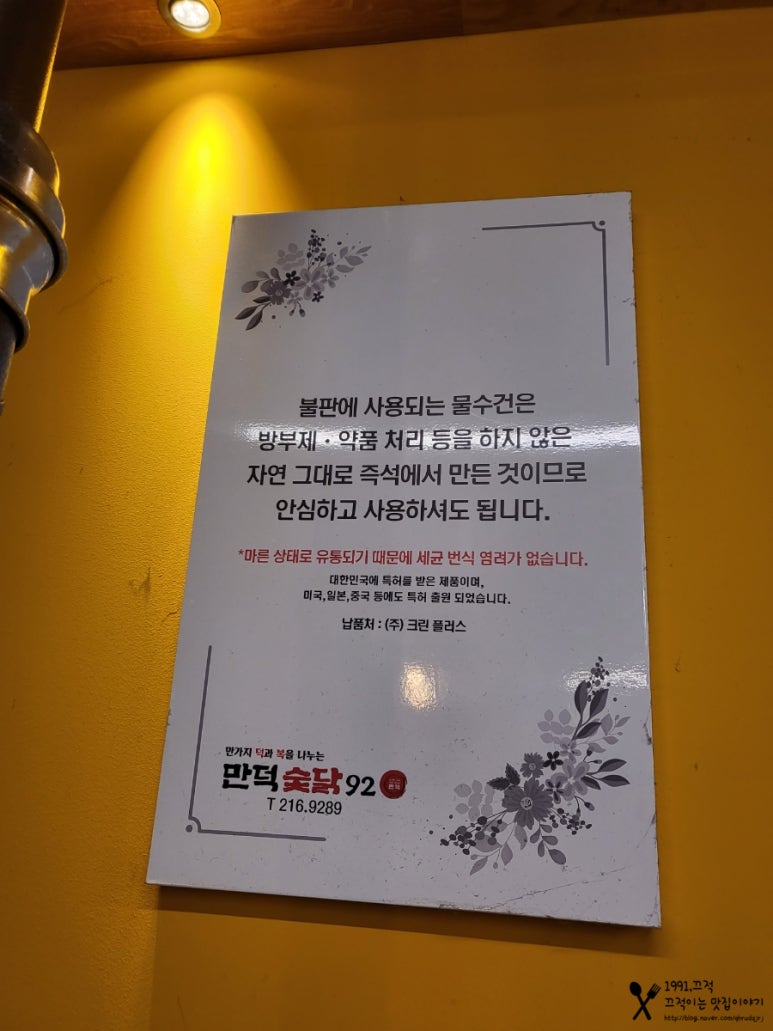 불판에 사용되는 물수건은
방부제 · 약품 처리 등을 하지 않은
자연 그대로 즉석에서 만든 것이므로
안심하고 사용하셔도 됩니다.
*마른 상태로 유통되기 때문에 세균 번식 염려가 없습니다.
대한민국에 특허를 받은 제품이며,
미국,일본,중국 등에도 특허 출원 되었습니다.
납품처 : (주) 크린 플러스
만가지 덕과 복을 나누는
만덕 숯닭 92
T 216.9289
1991,끄적
끄적이는 맛집이야기